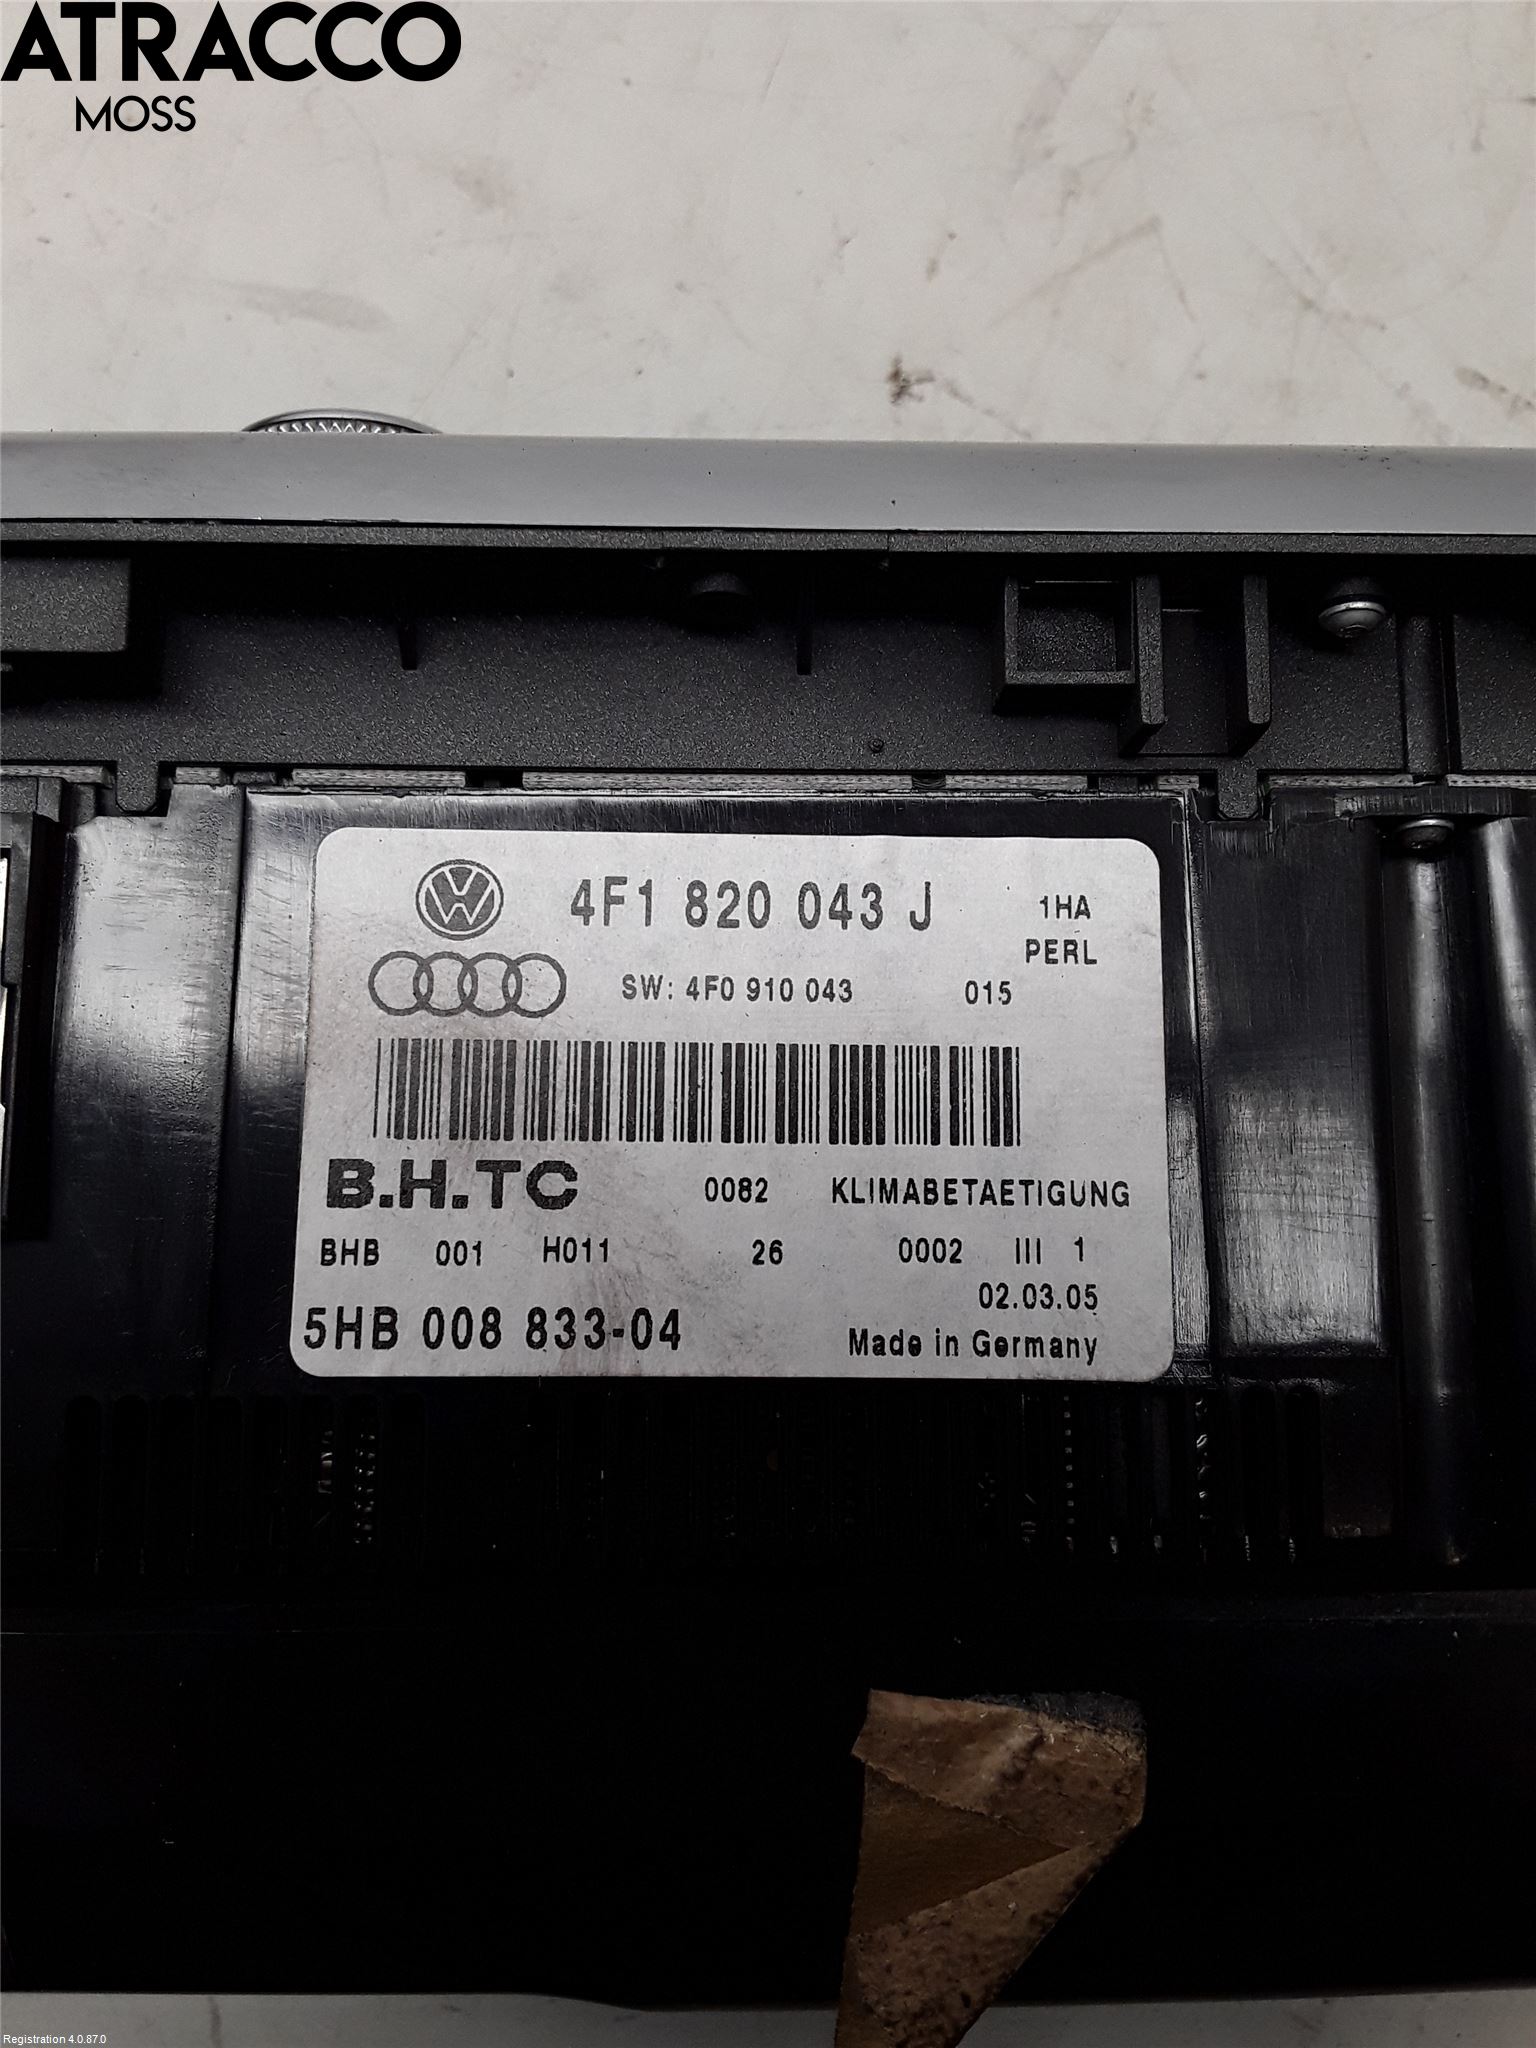 ATRACCO
MOSS
4F1 820 043 J 1HA
PERL
SW: 4F0 910 043 015
B.H.TC 0082 KLIMABETAETIGUNG
BHB 001 H011 26 0002 III 1
02.03.05
5HB 008 833-04 Made in Germany
Registration 4.0.87.0